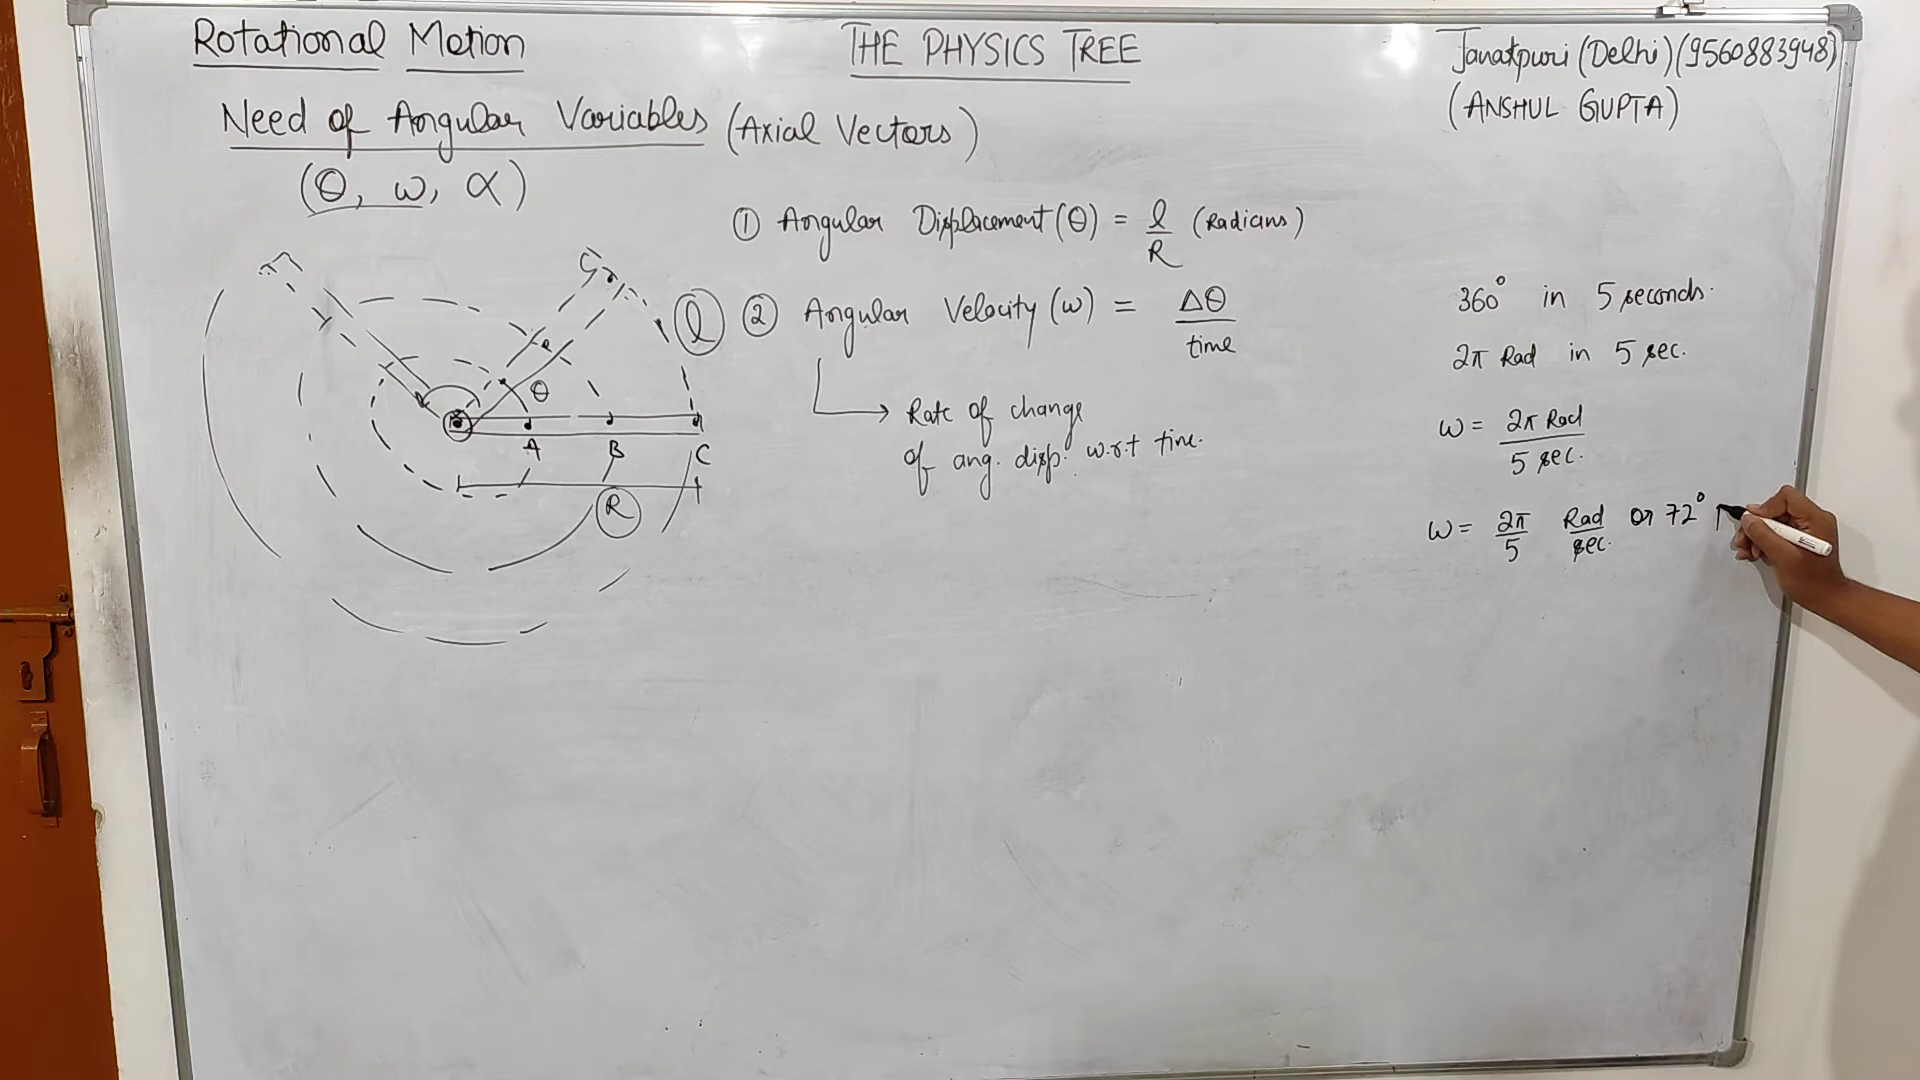 Rotational Motion
THE PHYSICS TREE
Janakpuri (Delhi) (9560883948)
(ANSHUL GUPTA)
Need of Angular Variables (Axial Vectors)
(θ, ω, α)
① Angular Displacement (θ) = l/R (Radians)
② Angular Velocity (ω) = Δθ/time
Rate of change
of ang. disp. w.r.t time.
l
θ
A B C
R
360° in 5 seconds.
2π Rad in 5 sec.
ω = 2π Rad / 5 sec.
ω = 2π/5 Rad/sec. or 72°